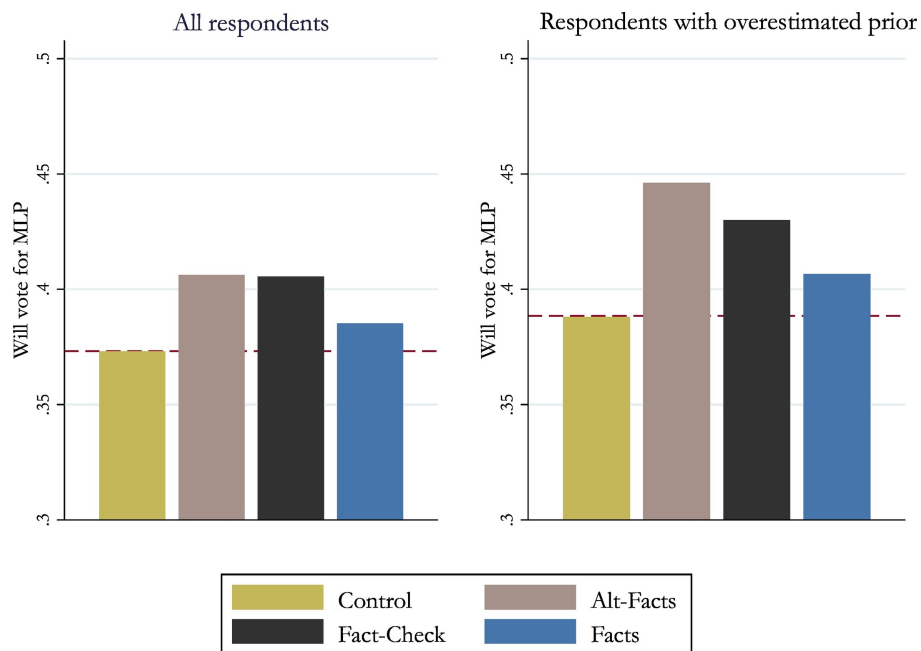 All respondents
Will vote for MLP
.5
.45
.4
.35
.3
Respondents with overestimated prior
Will vote for MLP
.5
.45
.4
.35
.3
Control
Alt-Facts
Fact-Check
Facts